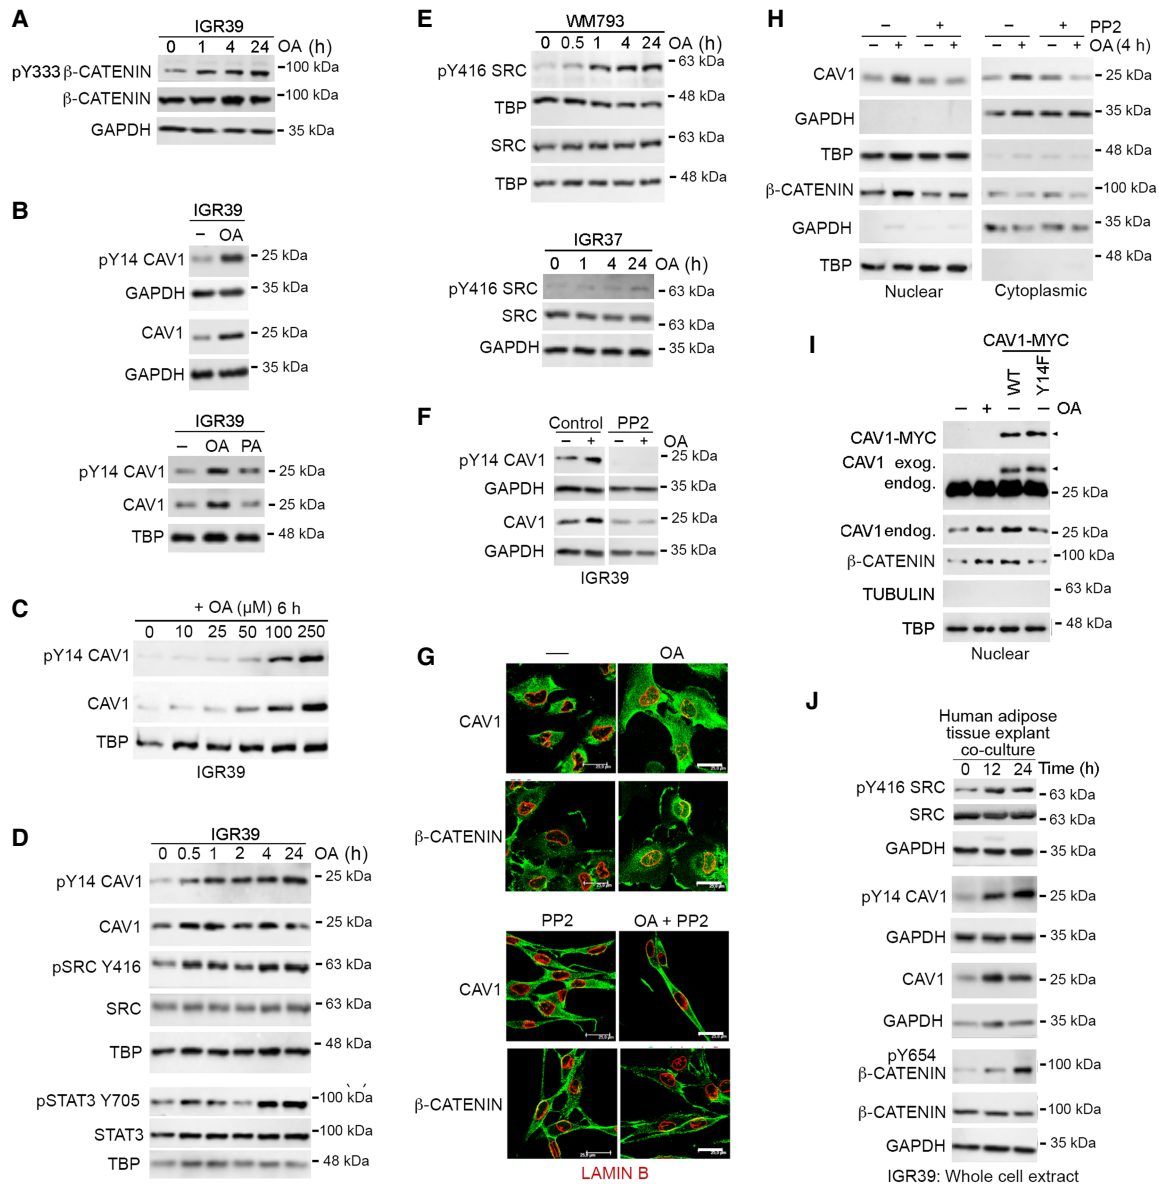 A
IGR39
0 1 4 24 OA (h)
pY333 β-CATENIN
100 kDa
β-CATENIN
100 kDa
GAPDH
35 kDa
B
IGR39
– OA
pY14 CAV1
25 kDa
GAPDH
35 kDa
CAV1
25 kDa
GAPDH
35 kDa
IGR39
– OA PA
pY14 CAV1
25 kDa
CAV1
25 kDa
TBP
48 kDa
C
+ OA (µM) 6 h
0 10 25 50 100 250
pY14 CAV1
CAV1
TBP
IGR39
D
IGR39
0 0.5 1 2 4 24 OA (h)
pY14 CAV1
25 kDa
CAV1
25 kDa
pSRC Y416
63 kDa
SRC
63 kDa
TBP
48 kDa
pSTAT3 Y705
100 kDa
STAT3
100 kDa
TBP
48 kDa
E
WM793
0 0.5 1 4 24 OA (h)
pY416 SRC
63 kDa
TBP
48 kDa
SRC
63 kDa
TBP
48 kDa
IGR37
0 1 4 24 OA (h)
pY416 SRC
63 kDa
SRC
63 kDa
GAPDH
35 kDa
F
Control PP2
– + – + OA
pY14 CAV1
25 kDa
GAPDH
35 kDa
CAV1
25 kDa
GAPDH
35 kDa
IGR39
G
— OA
CAV1
β-CATENIN
PP2 OA + PP2
CAV1
β-CATENIN
LAMIN B
H
– + – + PP2
– + – + – + – + OA (4 h)
CAV1
25 kDa
GAPDH
35 kDa
TBP
48 kDa
β-CATENIN
100 kDa
GAPDH
35 kDa
TBP
48 kDa
Nuclear Cytoplasmic
I
CAV1-MYC
WT Y14F
– + – – OA
CAV1-MYC
CAV1 exog.
endog.
25 kDa
CAV1 endog.
25 kDa
β-CATENIN
100 kDa
TUBULIN
63 kDa
TBP
48 kDa
Nuclear
J
Human adipose
tissue explant
co-culture
0 12 24 Time (h)
pY416 SRC
63 kDa
SRC
63 kDa
GAPDH
35 kDa
pY14 CAV1
25 kDa
GAPDH
35 kDa
CAV1
25 kDa
GAPDH
35 kDa
pY654
β-CATENIN
100 kDa
β-CATENIN
100 kDa
GAPDH
35 kDa
IGR39: Whole cell extract